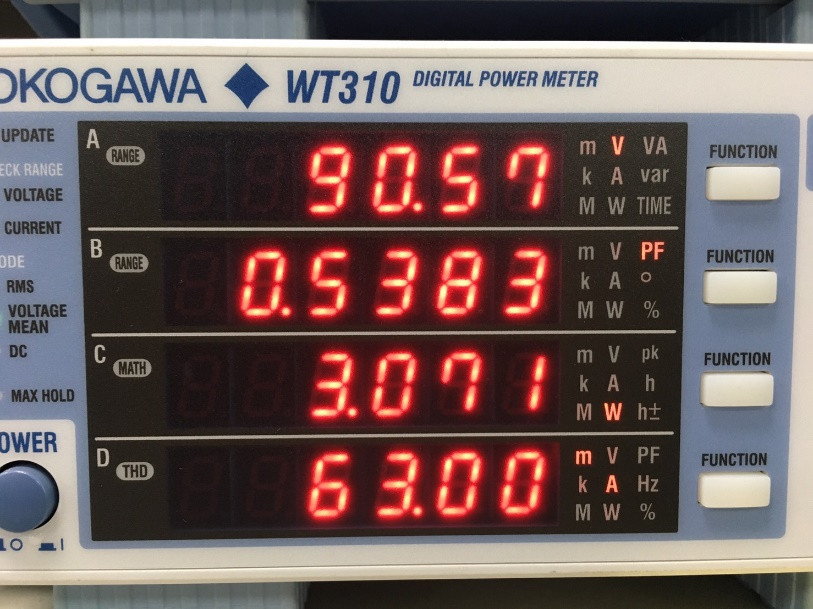 OKOGAWA WT310 DIGITAL POWER METER
UPDATE
ECK RANGE
VOLTAGE
CURRENT
ODE
RMS
VOLTAGE
MEAN
DC
MAX HOLD
OWER
A
RANGE
90.57
m V VA
k A var
M W TIME
FUNCTION
B
RANGE
0.5383
m V PF
k A °
M W %
FUNCTION
C
MATH
3.071
m V pk
k A h
M W h±
FUNCTION
D
THD
63.00
m V PF
k A Hz
M W %
FUNCTION